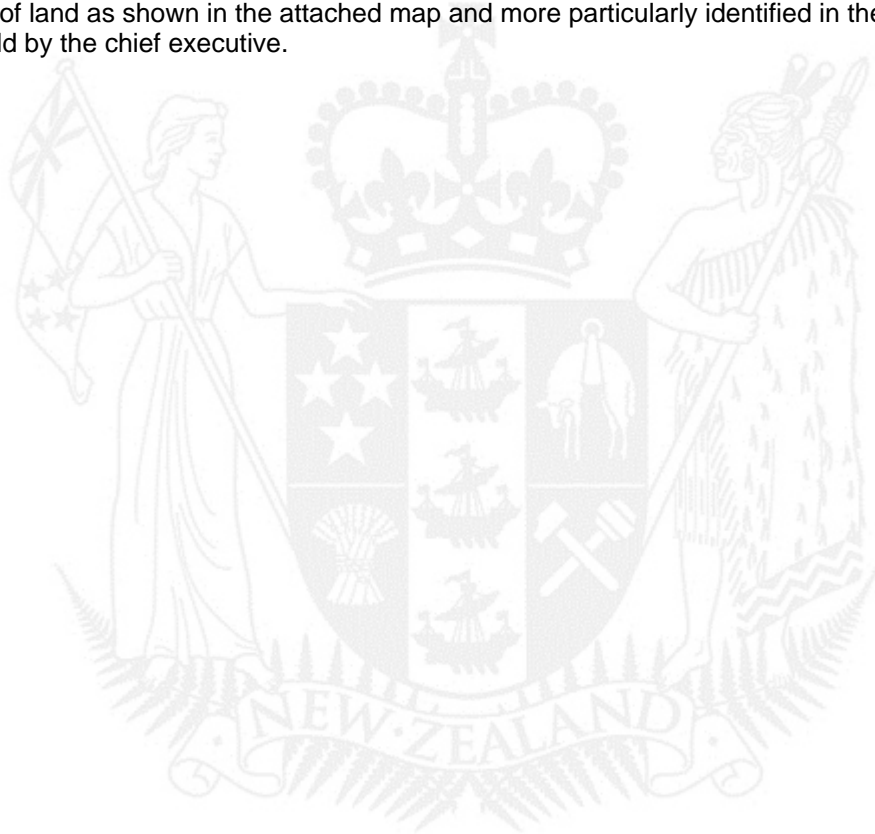 of land as shown in the attached map and more particularly identified in the
ld by the chief executive.
NEW·ZEALAND